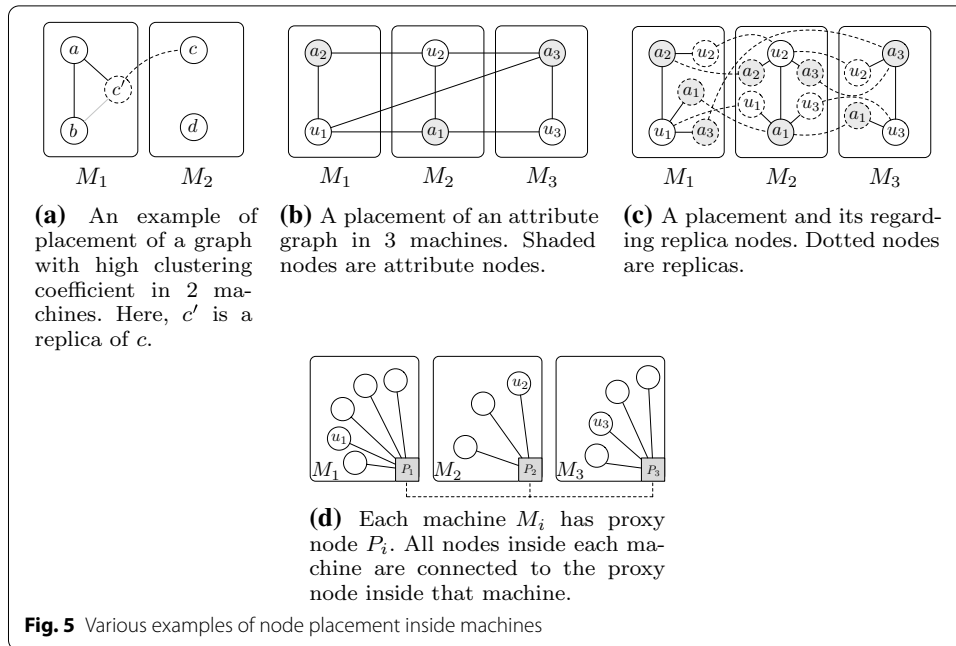 a
c
c′
b
d
M1 M2
a2 u2 a3
u1 a1 u3
M1 M2 M3
a2 u2 u2 a3
a2 a3 u2
a1 u1 u3 a1
u1 a3 a1 u3
M1 M2 M3
(a) An example of
placement of a graph
with high clustering
coefficient in 2 ma-
chines. Here, c′ is a
replica of c.
(b) A placement of an attribute
graph in 3 machines. Shaded
nodes are attribute nodes.
(c) A placement and its regard-
ing replica nodes. Dotted nodes
are replicas.
u1 u2 u3
M1 P1 M2 P2 M3 P3
(d) Each machine Mi has proxy
node Pi. All nodes inside each ma-
chine are connected to the proxy
node inside that machine.
Fig. 5 Various examples of node placement inside machines